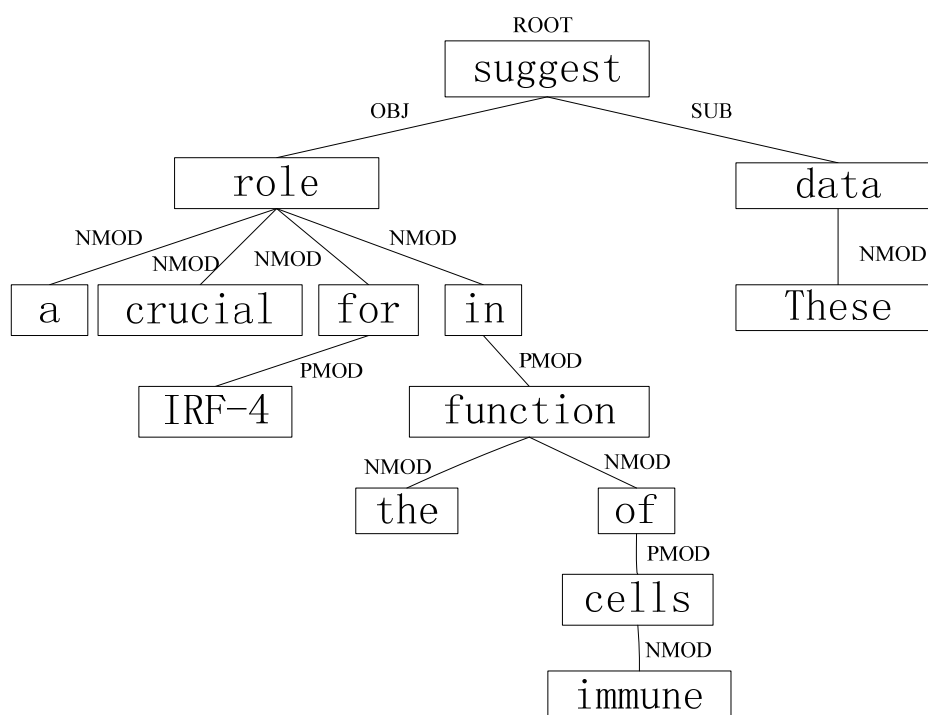 ROOT
suggest
OBJ SUB
role data
NMOD NMOD NMOD NMOD NMOD
a crucial for in These
PMOD PMOD
IRF-4 function
NMOD NMOD
the of
PMOD
cells
NMOD
immune